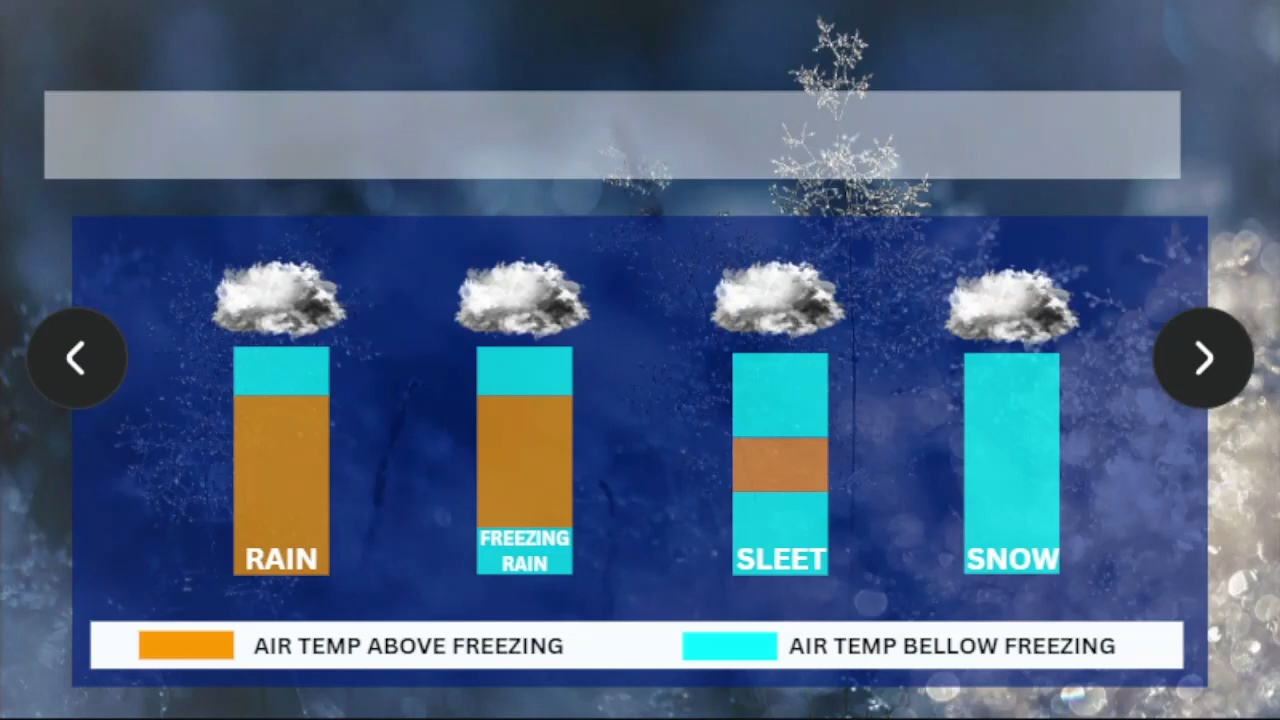 RAIN
FREEZING
RAIN
SLEET
SNOW
AIR TEMP ABOVE FREEZING
AIR TEMP BELLOW FREEZING